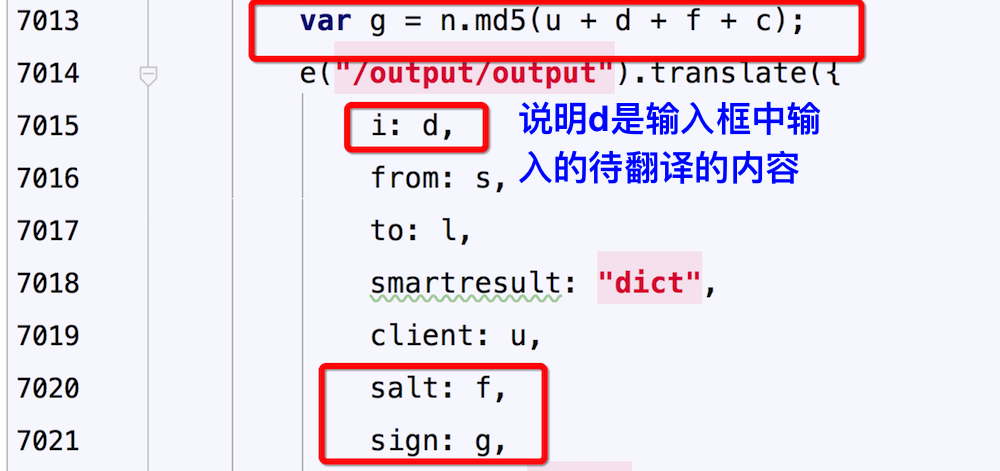 7013 var g = n.md5(u + d + f + c);
7014 e("/output/output").translate({
7015 i: d,
说明d是输入框中输
入的待翻译的内容
7016 from: s,
7017 to: l,
7018 smartresult: "dict",
7019 client: u,
7020 salt: f,
7021 sign: g,